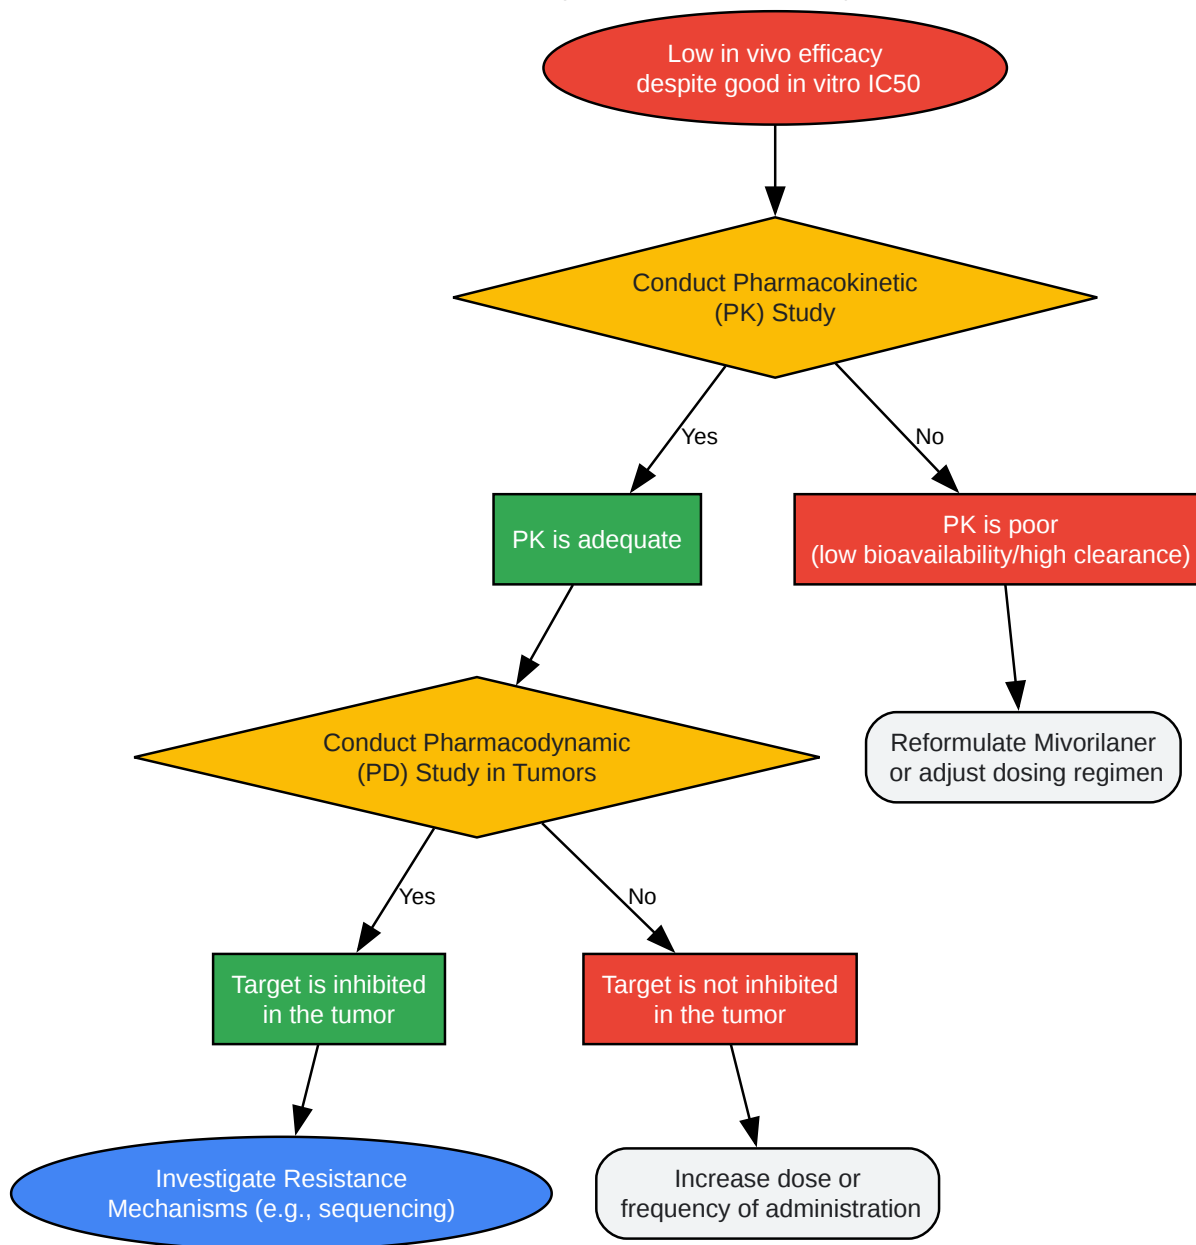 Low in vivo efficacy
despite good in vitro IC50
Conduct Pharmacokinetic
(PK) Study
Yes
No
PK is adequate
PK is poor
(low bioavailability/high clearance)
Conduct Pharmacodynamic
(PD) Study in Tumors
Reformulate Mivorilaner
or adjust dosing regimen
Yes
No
Target is inhibited
in the tumor
Target is not inhibited
in the tumor
Investigate Resistance
Mechanisms (e.g., sequencing)
Increase dose or
frequency of administration